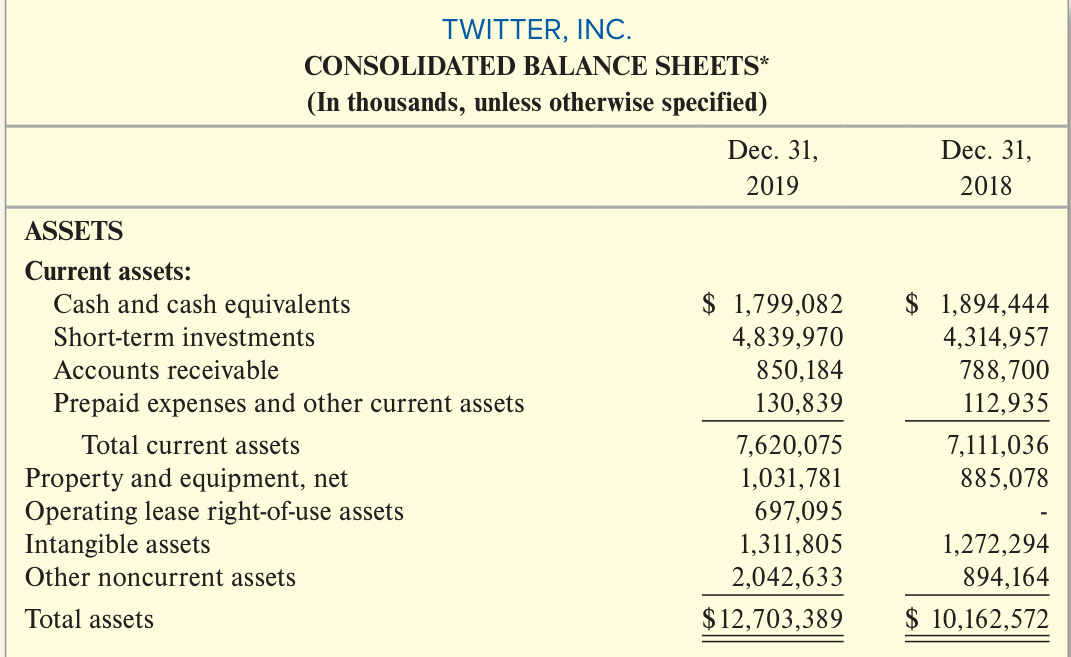 TWITTER, INC.
CONSOLIDATED BALANCE SHEETS*
(In thousands, unless otherwise specified)
Dec. 31, Dec. 31,
2019 2018
ASSETS
Current assets:
Cash and cash equivalents $ 1,799,082 $ 1,894,444
Short-term investments 4,839,970 4,314,957
Accounts receivable 850,184 788,700
Prepaid expenses and other current assets 130,839 112,935
Total current assets 7,620,075 7,111,036
Property and equipment, net 1,031,781 885,078
Operating lease right-of-use assets 697,095 -
Intangible assets 1,311,805 1,272,294
Other noncurrent assets 2,042,633 894,164
Total assets $12,703,389 $ 10,162,572